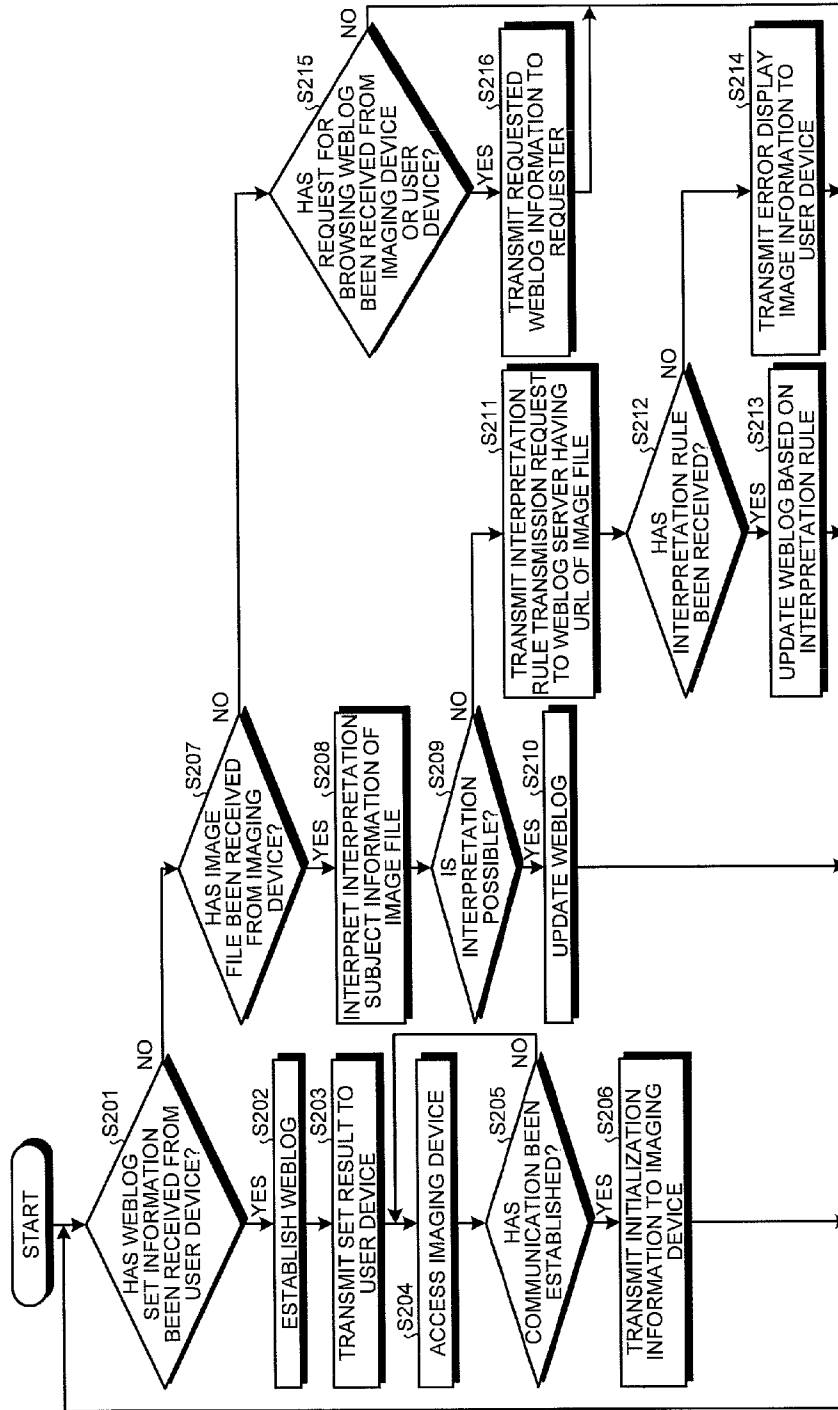 START
HAS WEBLOG
SET INFORMATION
BEEN RECEIVED FROM
USER DEVICE?
S201
NO
YES
S202
ESTABLISH WEBLOG
S203
TRANSMIT SET RESULT TO
USER DEVICE
S204
ACCESS IMAGING DEVICE
S205
HAS
COMMUNICATION BEEN
ESTABLISHED?
NO
YES
S206
TRANSMIT INITIALIZATION
INFORMATION TO IMAGING
DEVICE
S207
HAS IMAGE
FILE BEEN RECEIVED
FROM IMAGING
DEVICE?
NO
YES
S208
INTERPRET INTERPRETATION
SUBJECT INFORMATION OF
IMAGE FILE
S209
IS
INTERPRETATION
POSSIBLE?
NO
YES
S210
UPDATE WEBLOG
S211
TRANSMIT INTERPRETATION
RULE TRANSMISSION REQUEST
TO WEBLOG SERVER HAVING
URL OF IMAGE FILE
S212
HAS
INTERPRETATION RULE
BEEN RECEIVED?
NO
YES
S213
UPDATE WEBLOG BASED ON
INTERPRETATION RULE
S214
TRANSMIT ERROR DISPLAY
IMAGE INFORMATION TO
USER DEVICE
S215
HAS
REQUEST FOR
BROWSING WEBLOG
BEEN RECEIVED FROM
IMAGING DEVICE
OR USER
DEVICE?
NO
YES
S216
TRANSMIT REQUESTED
WEBLOG INFORMATION TO
REQUESTER